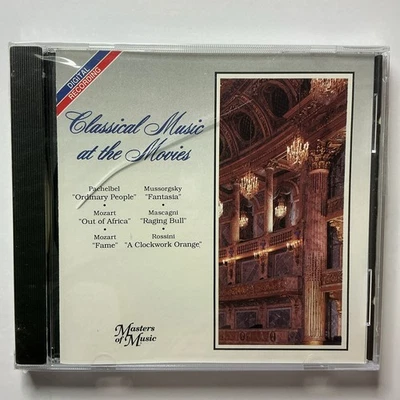 DIGITAL
RECORDING
Classical Music
at the Movies
Pachelbel
"Ordinary People"
•
Mozart
"Out of Africa"
•
Mozart
"Fame"
Mussorgsky
"Fantasia"
•
Mascagni
"Raging Bull"
•
Rossini
"A Clockwork Orange"
Masters
of Music